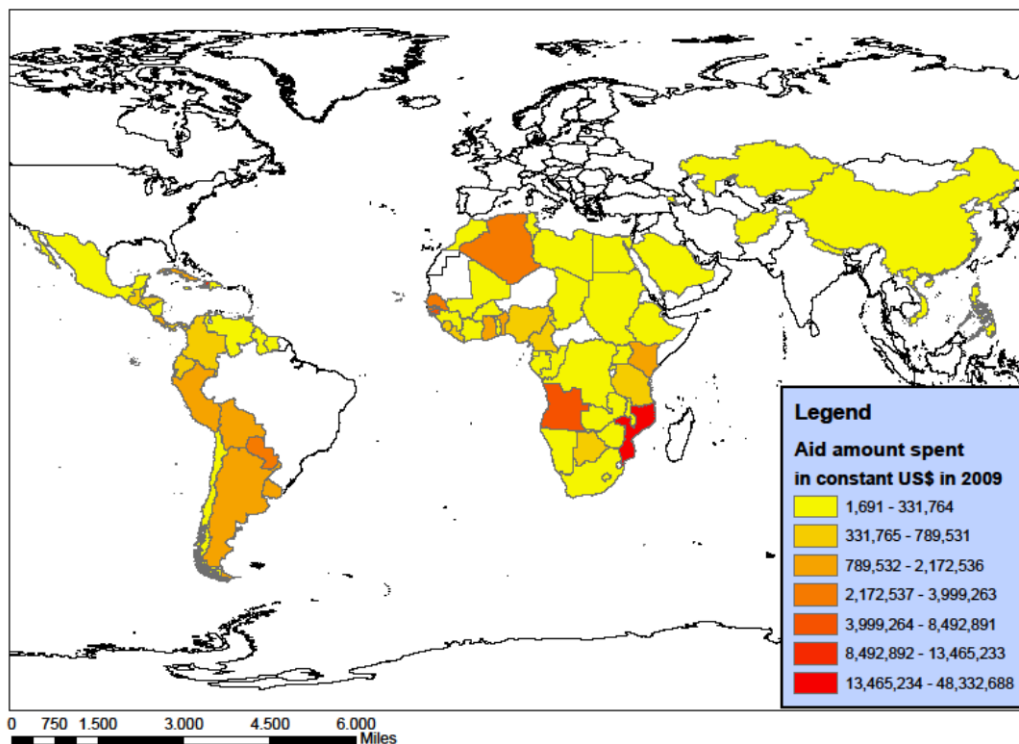 Legend
Aid amount spent
in constant US$ in 2009
1,691 - 331,764
331,765 - 789,531
789,532 - 2,172,536
2,172,537 - 3,999,263
3,999,264 - 8,492,891
8,492,892 - 13,465,233
13,465,234 - 48,332,688
0 750 1.500 3.000 4.500 6.000
Miles